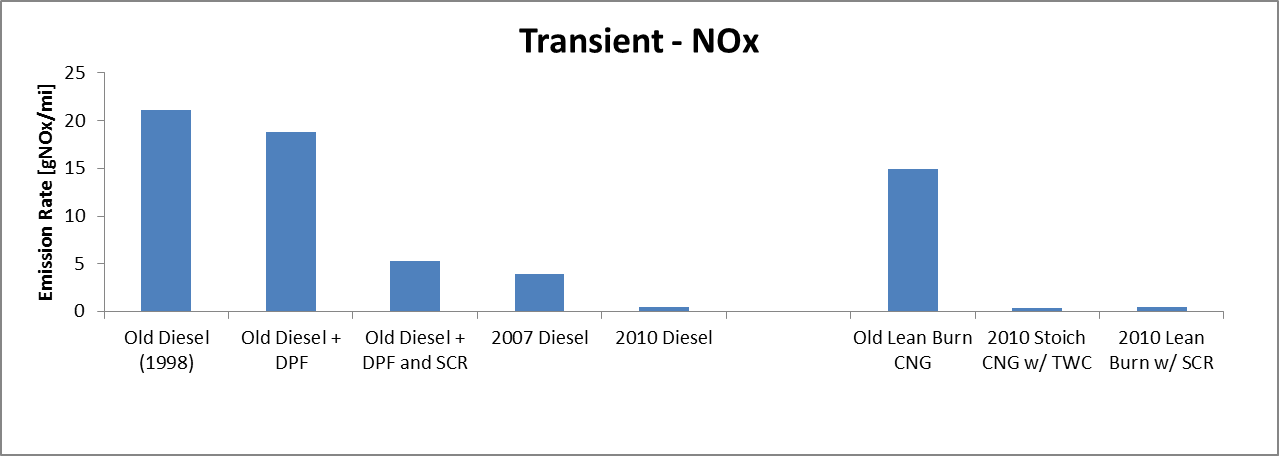 Transient - NOx
Emission Rate [gNOx/mi]
25
20
15
10
5
0
Old Diesel
(1998)
Old Diesel +
DPF
Old Diesel +
DPF and SCR
2007 Diesel
2010 Diesel
Old Lean Burn
CNG
2010 Stoich
CNG w/ TWC
2010 Lean
Burn w/ SCR